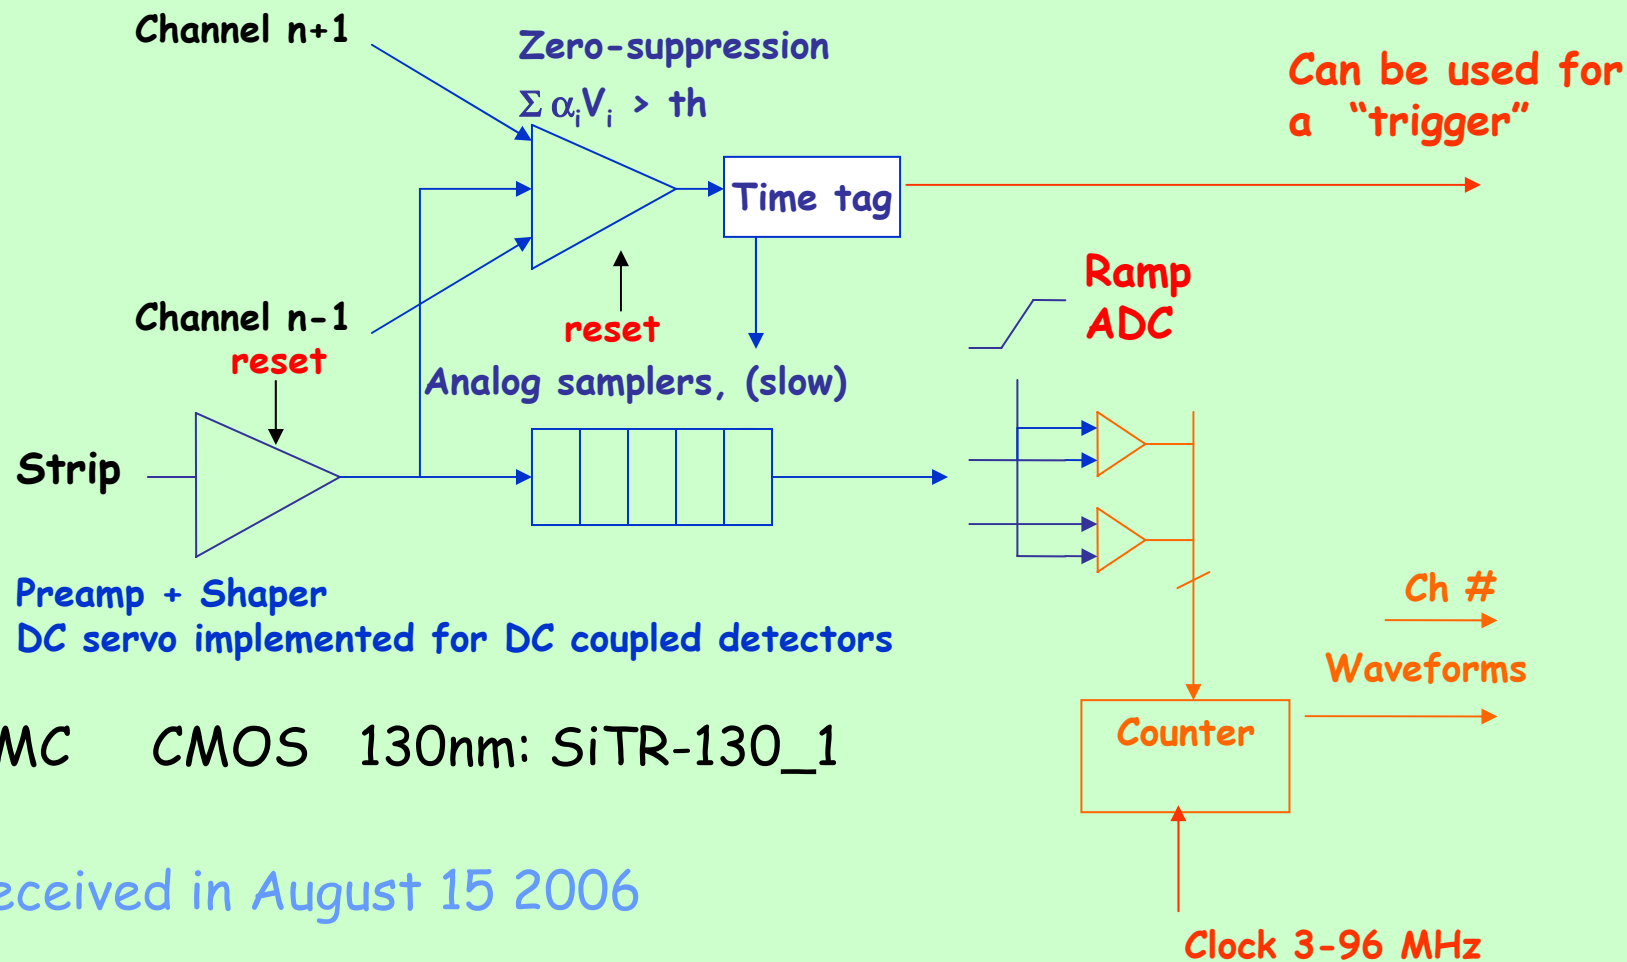 Channel n+1
Zero-suppression
Σ αiVi > th
Can be used for
a “trigger”
Time tag
Ramp
ADC
Channel n-1
reset
reset
Analog samplers, (slow)
Strip
Preamp + Shaper
DC servo implemented for DC coupled detectors
Ch #
Waveforms
Counter
MC CMOS 130nm: SiTR-130_1
eceived in August 15 2006
Clock 3-96 MHz